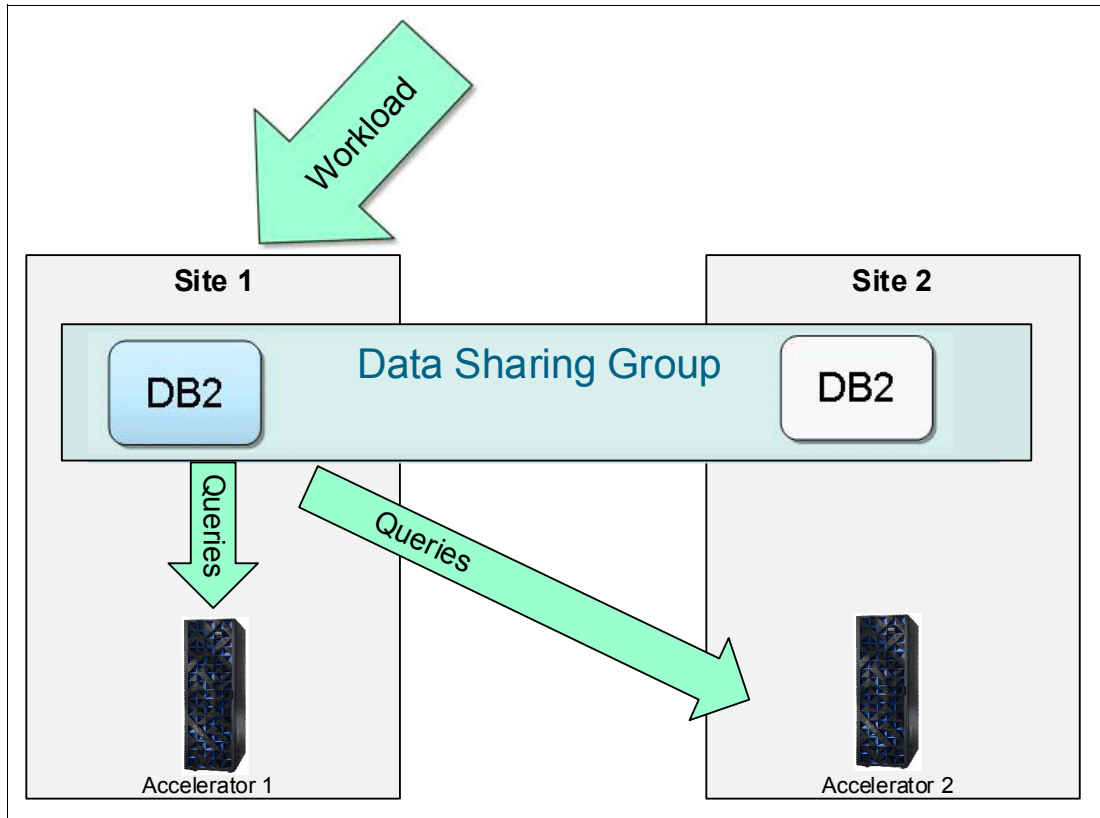 Workload
Site 1
Site 2
DB2
Data Sharing Group
DB2
Queries
Queries
Accelerator 1
Accelerator 2